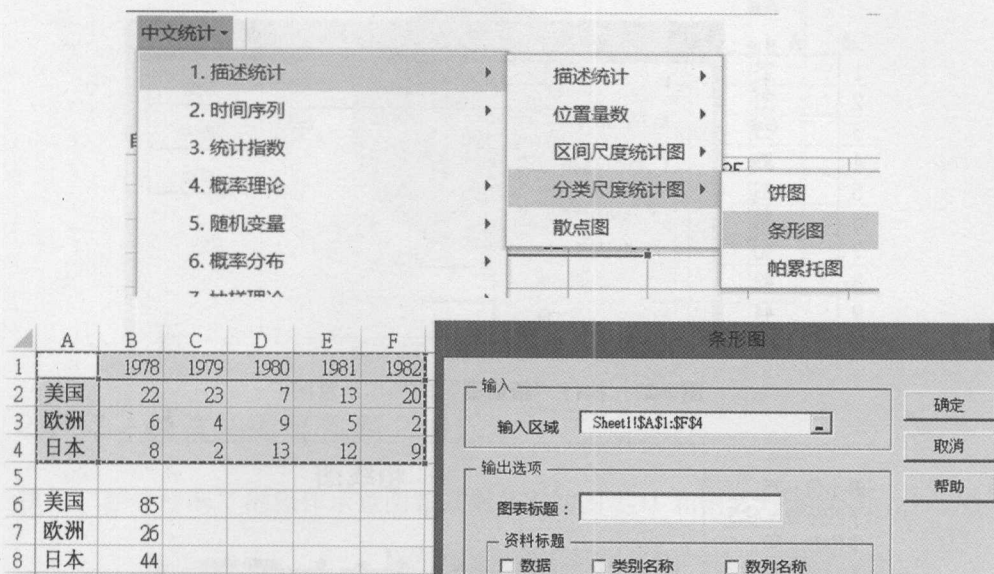 中文统计
1. 描述统计
2. 时间序列
3. 统计指数
4. 概率理论
5. 随机变量
6. 概率分布
描述统计
位置量数
区间尺度统计图
分类尺度统计图
散点图
饼图
条形图
帕累托图
A B C D E F
1 1978 1979 1980 1981 1982
2 美国 22 23 7 13 20
3 欧洲 6 4 9 5 2
4 日本 8 2 13 12 9
5
6 美国 85
7 欧洲 26
8 日本 44
条形图
输入
输入区域 Sheet1!$A$1:$F$4
确定
取消
帮助
输出选项
图表标题：
资料标题
数据 类别名称 数列名称